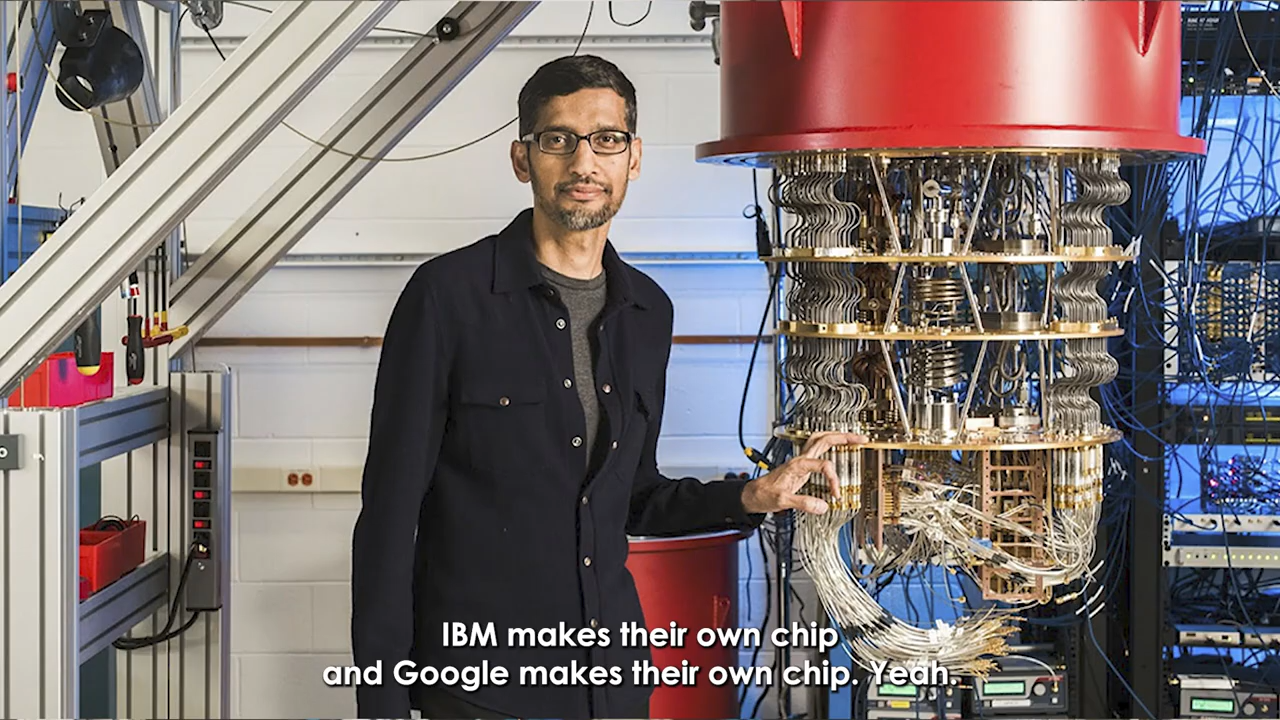 IBM makes their own chip
and Google makes their own chip. Yeah.